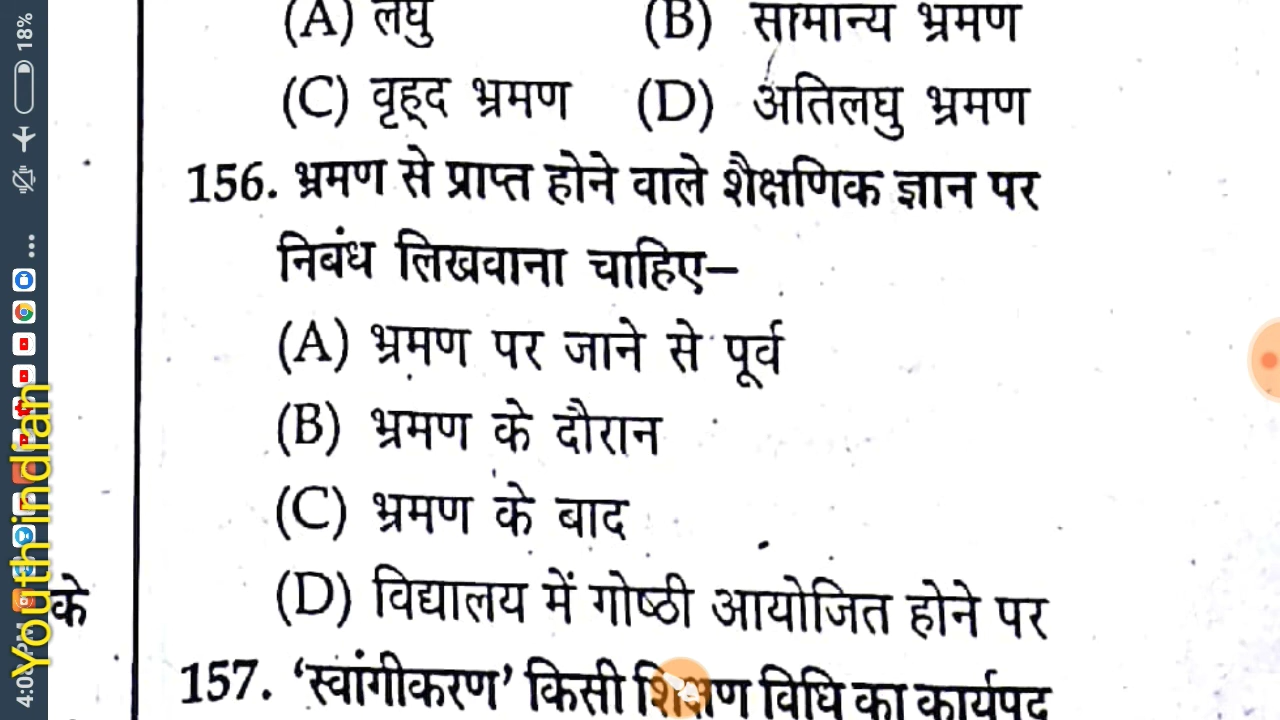 (A) लघु (B) सामान्य भ्रमण
(C) वृहद भ्रमण (D) अतिलघु भ्रमण
156. भ्रमण से प्राप्त होने वाले शैक्षणिक ज्ञान पर
निबंध लिखवाना चाहिए–
(A) भ्रमण पर जाने से पूर्व
(B) भ्रमण के दौरान
(C) भ्रमण के बाद
(D) विद्यालय में गोष्ठी आयोजित होने पर
157. ‘स्वांगीकरण’ किसी शिक्षण विधि का कार्यपद
के
18%
Youth indian